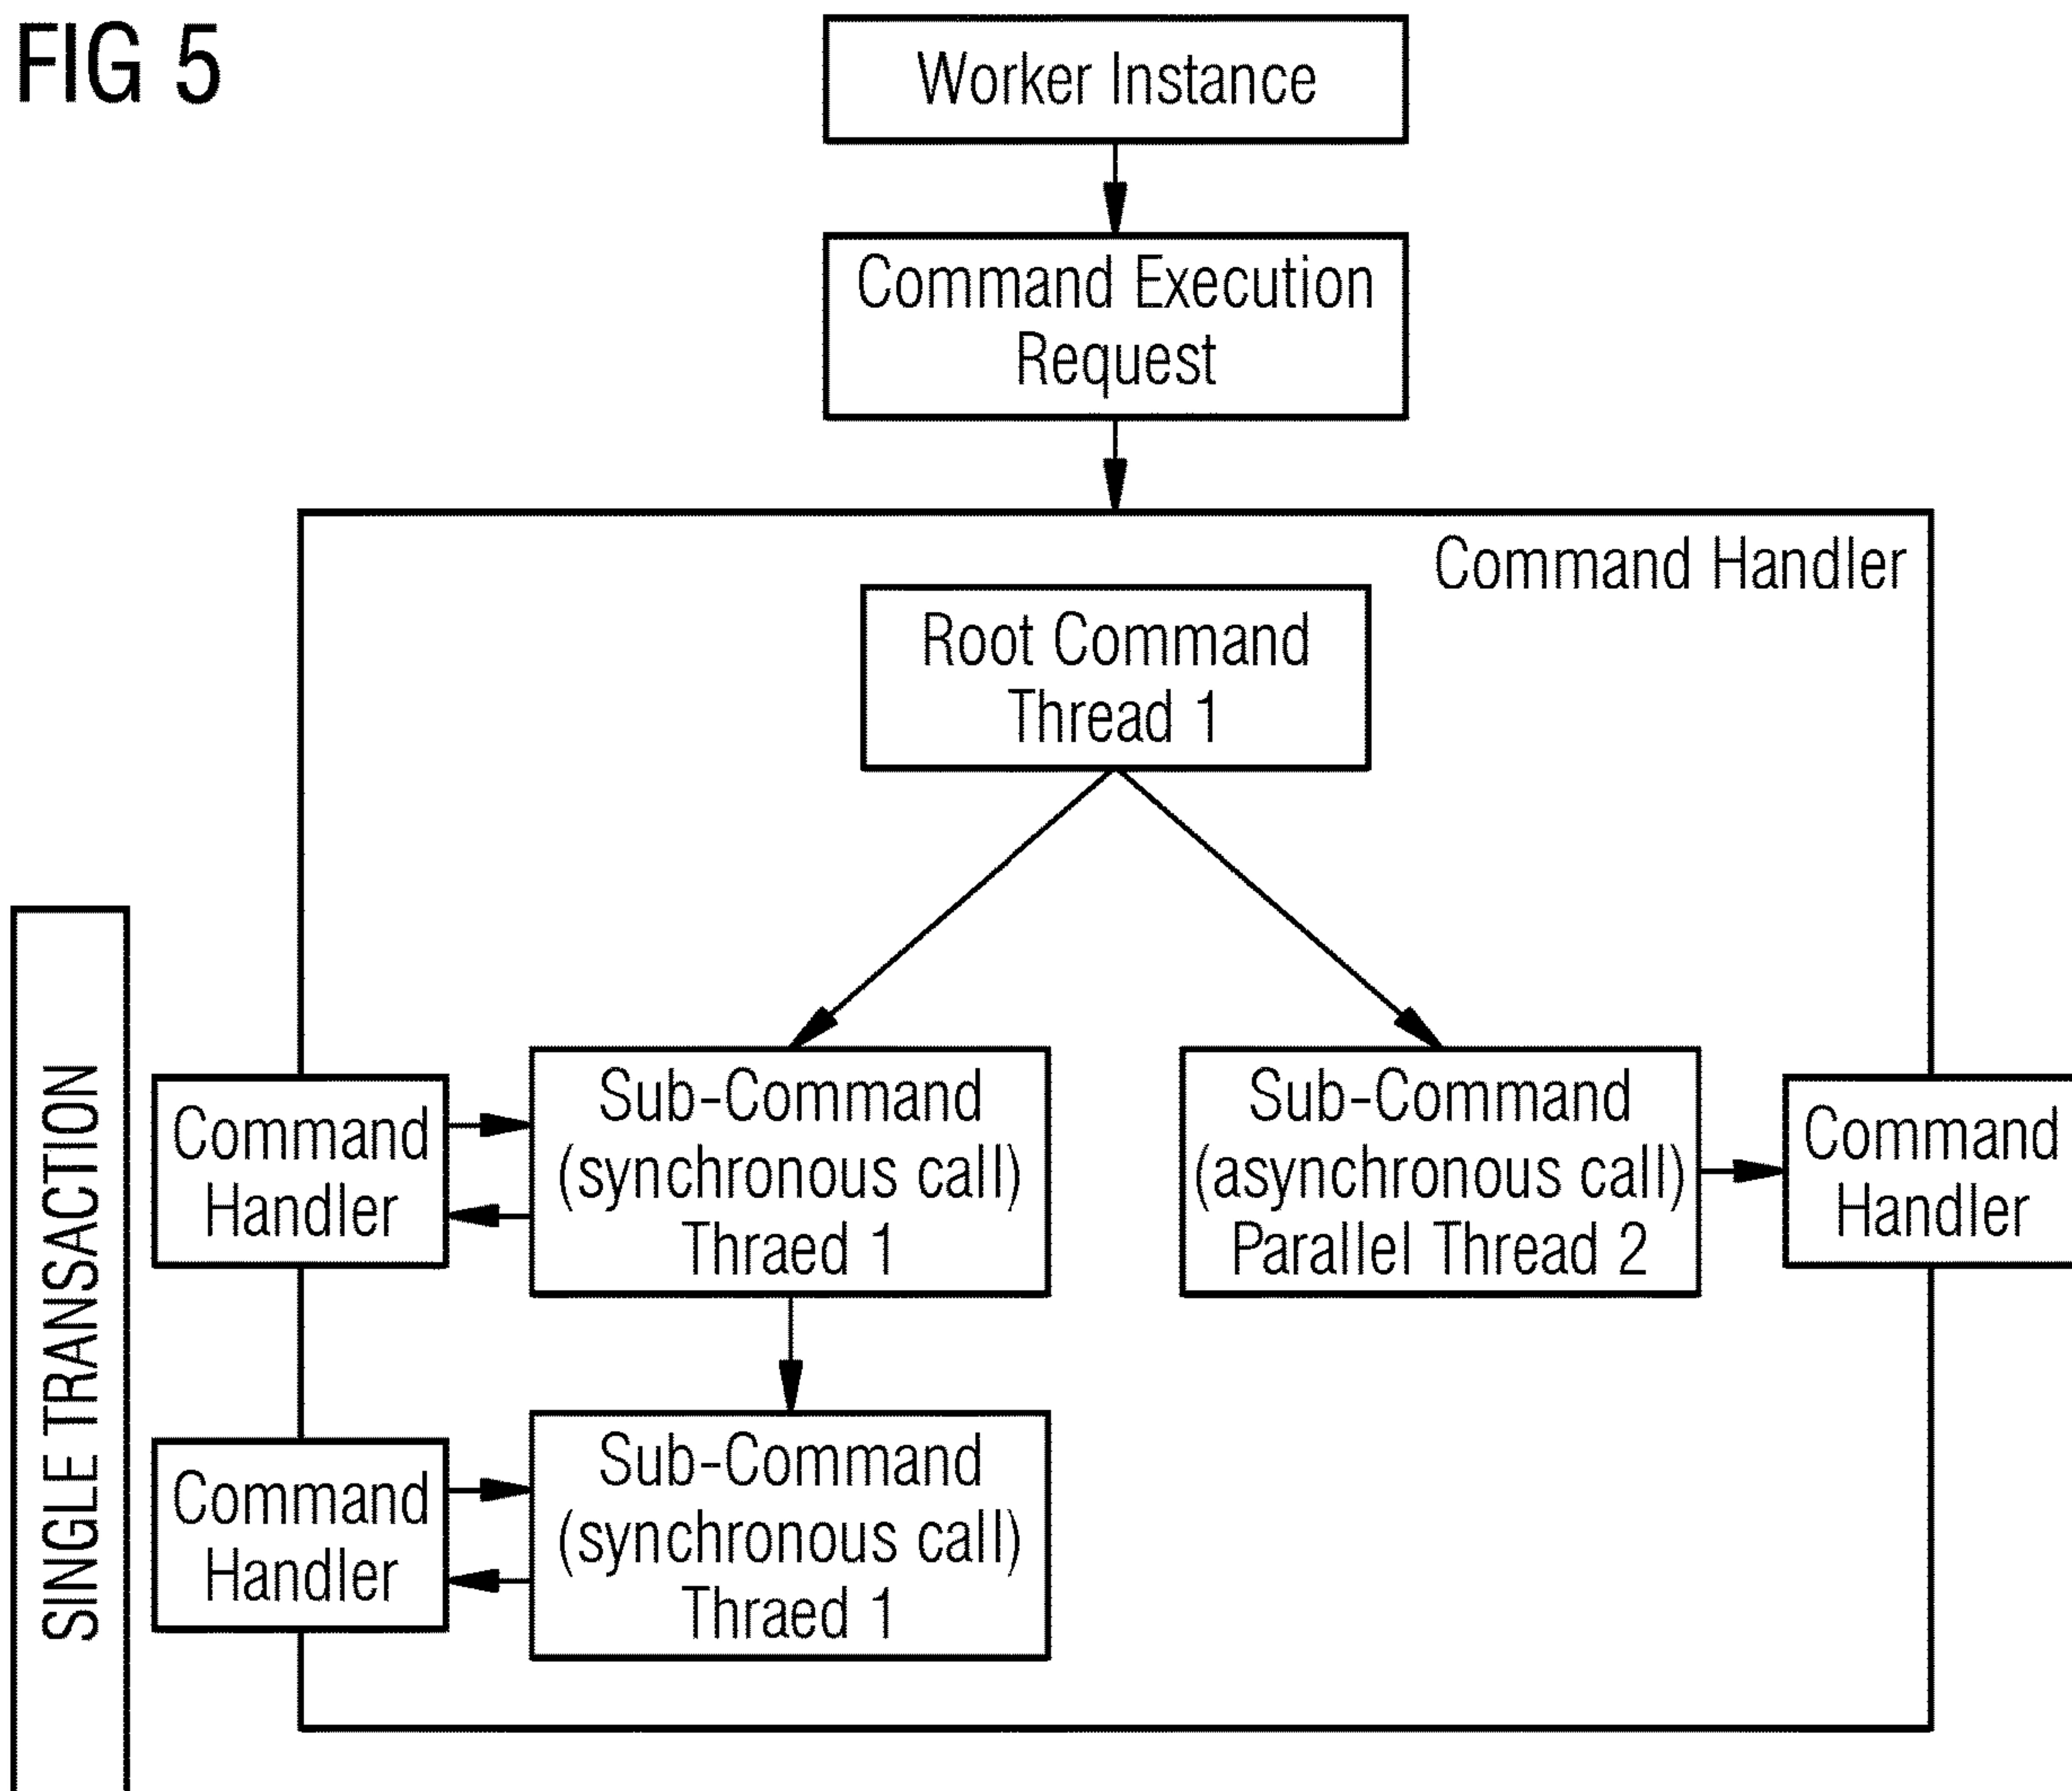 FIG 5
Worker Instance
Command Execution
Request
Command Handler
Root Command
Thread 1
SINGLE TRANSACTION
Command
Handler
Sub-Command
(synchronous call)
Thraed 1
Sub-Command
(asynchronous call)
Parallel Thread 2
Command
Handler
Command
Handler
Sub-Command
(synchronous call)
Thraed 1